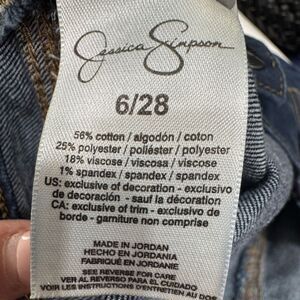 Jessica Simpson
6/28
56% cotton / algodón / coton
25% polyester / poliéster / polyester
18% viscose / viscosa / viscose
1% spandex / spandex / spandex
US: exclusive of decoration - exclusivo
de decoración - sauf la décoration
CA: exclusive of trim - exclusivo de
borde - garniture non comprise
MADE IN JORDAN
HECHO EN JORDANIA
FABRIQUÉ EN JORDANIE
SEE REVERSE FOR CARE
VER AL REVERSO PARA EL CUIDADO
VOIR LES INSTRUCTIONS D'ENTRETIEN AU DOS